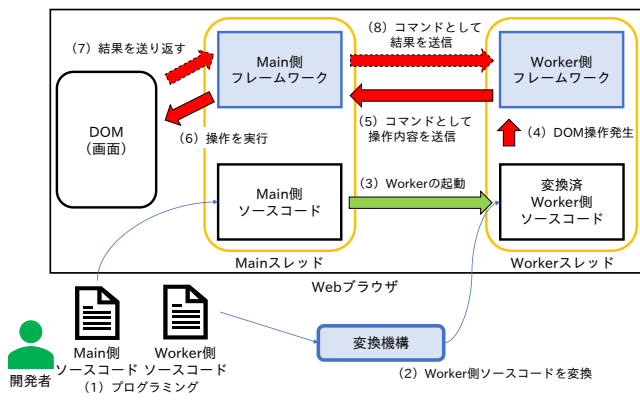 (7) 結果を送り返す
(8) コマンドとして
結果を送信
Main側
フレームワーク
Worker側
フレームワーク
DOM
(画面)
(6) 操作を実行
(5) コマンドとして
操作内容を送信
(4) DOM操作発生
Main側
ソースコード
(3) Workerの起動
変換済
Worker側
ソースコード
Mainスレッド
Workerスレッド
Webブラウザ
開発者
Main側
ソースコード
Worker側
ソースコード
(1) プログラミング
変換機構
(2) Worker側ソースコードを変換